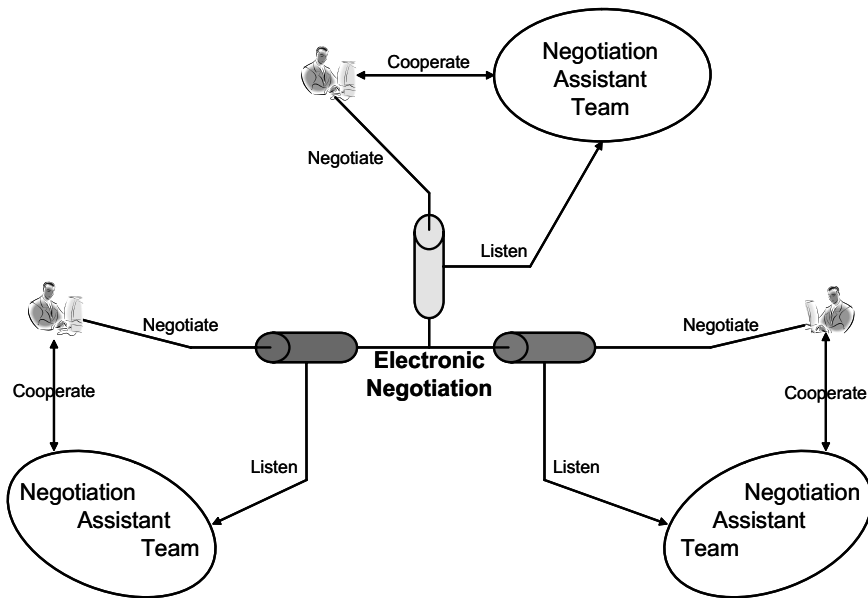 Cooperate
Negotiation
Assistant
Team
Negotiate
Listen
Negotiate
Negotiate
Electronic
Negotiation
Cooperate
Cooperate
Listen
Listen
Negotiation
Assistant
Team
Negotiation
Assistant
Team